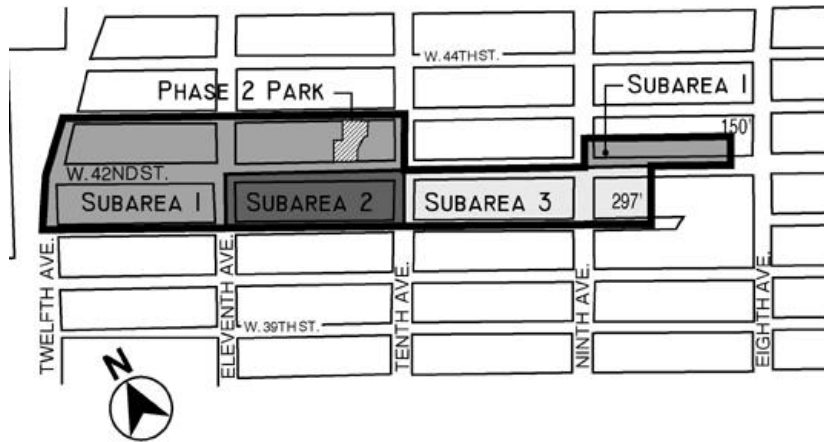 W. 44TH ST.
PHASE 2 PARK
SUBAREA 1
150'
W. 42ND ST.
SUBAREA 1
SUBAREA 2
SUBAREA 3
297'
TWELFTH AVE.
ELEVENTH AVE.
TENTH AVE.
NINTH AVE.
EIGHTH AVE.
W. 39TH ST.
N